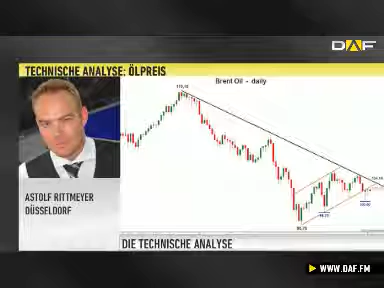 DAF
TECHNISCHE ANALYSE: ÖLPREIS
Brent Oil - daily
ASTOLF RITTMEYER
DÜSSELDORF
DIE TECHNISCHE ANALYSE
WWW.DAF.FM